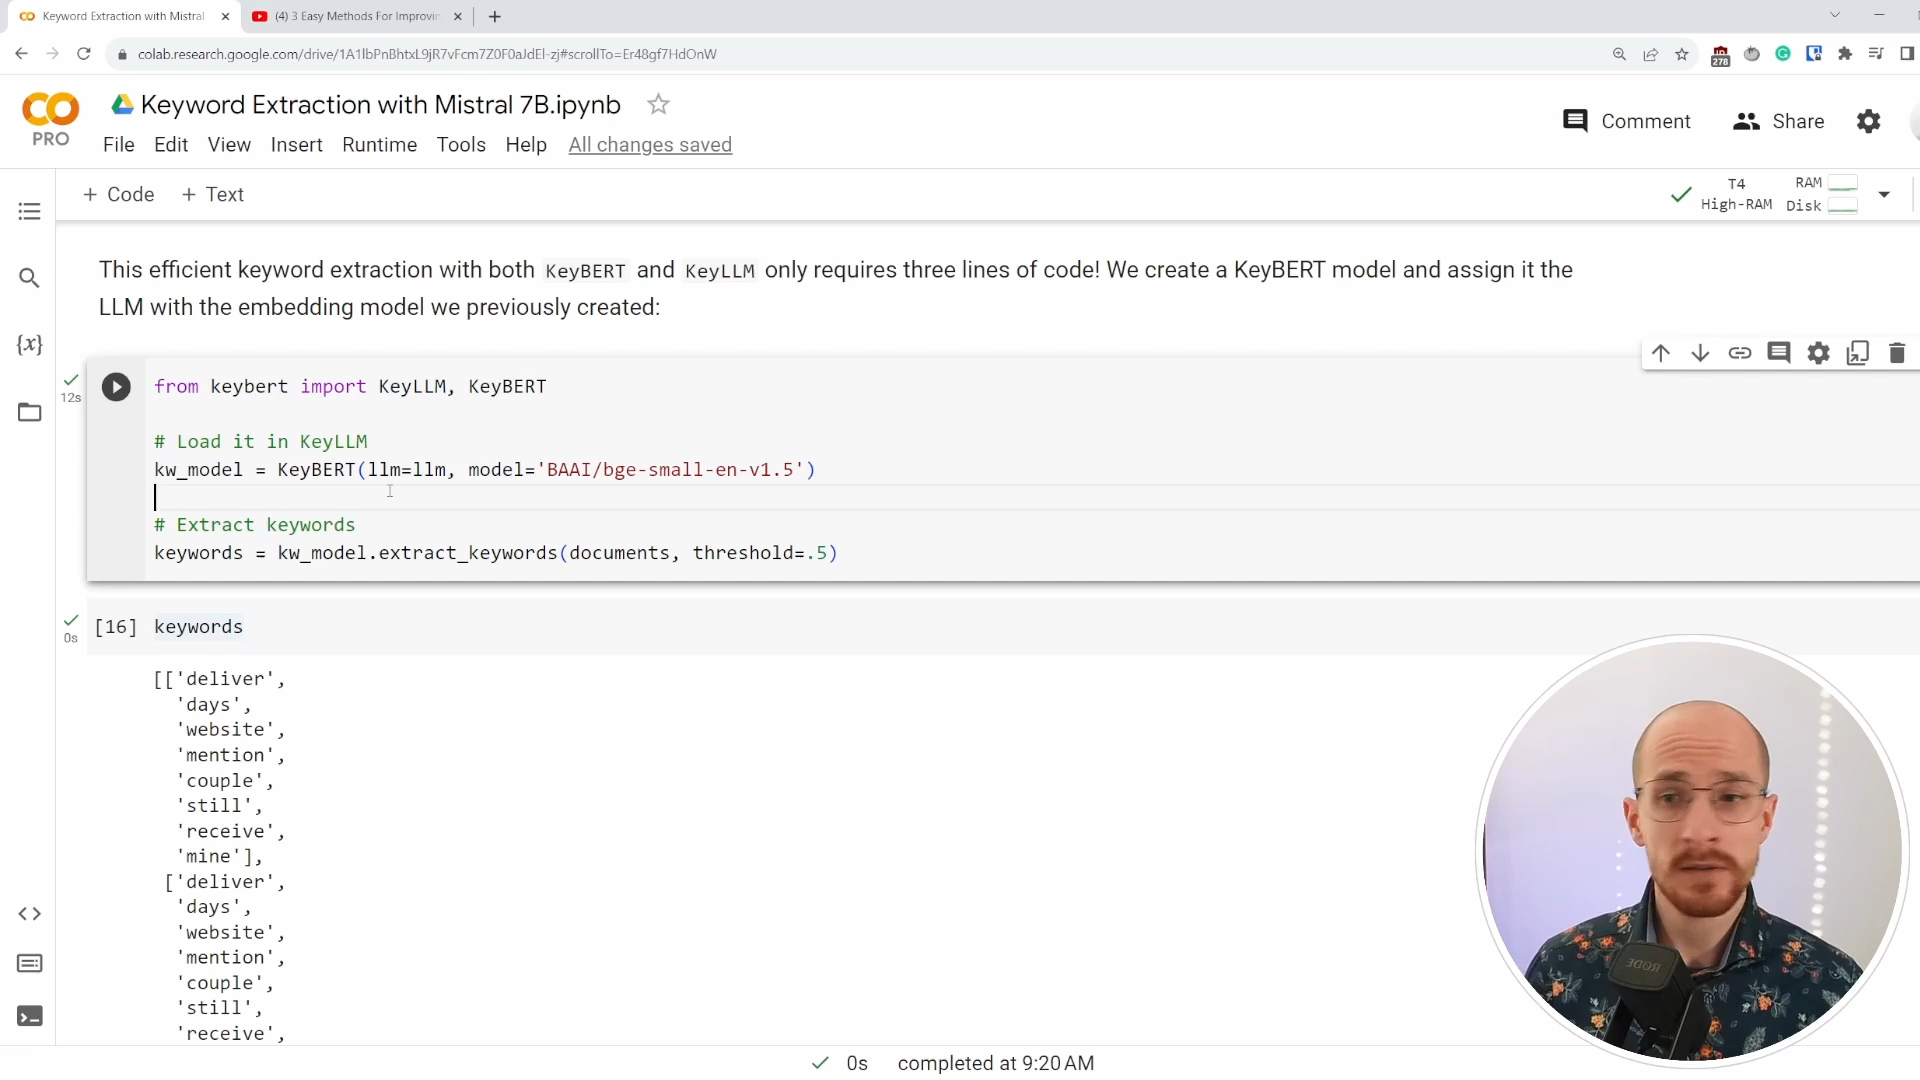 Keyword Extraction with Mistral
(4) 3 Easy Methods For Improvin
colab.research.google.com/drive/1A1lbPnBhtxL9jR7vFcm7Z0F0aJdEl-zj#scrollTo=Er48gf7HdOnW
278
PRO
Keyword Extraction with Mistral 7B.ipynb
Comment
Share
File Edit View Insert Runtime Tools Help All changes saved
+ Code + Text
T4
High-RAM
RAM
Disk
This efficient keyword extraction with both KeyBERT and KeyLLM only requires three lines of code! We create a KeyBERT model and assign it the
LLM with the embedding model we previously created:
{x}
12s
from keybert import KeyLLM, KeyBERT
# Load it in KeyLLM
kw_model = KeyBERT(llm=llm, model='BAAI/bge-small-en-v1.5')
# Extract keywords
keywords = kw_model.extract_keywords(documents, threshold=.5)
0s
[16] keywords
[['deliver',
'days',
'website',
'mention',
'couple',
'still',
'receive',
'mine'],
['deliver',
'days',
'website',
'mention',
'couple',
'still',
'receive',
RODE
0s completed at 9:20 AM